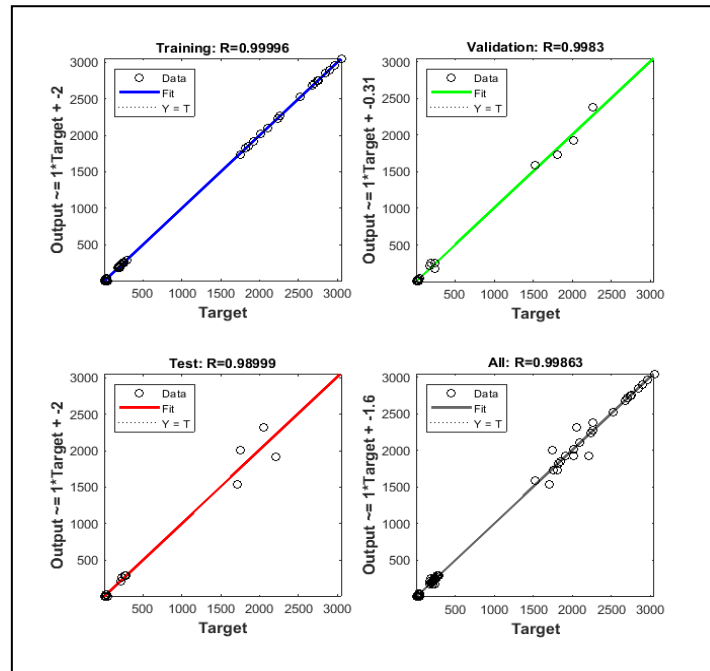 Training: R=0.99996
Output ~= 1*Target + -2
3000
2500
2000
1500
1000
500
Data
Fit
Y = T
500 1000 1500 2000 2500 3000
Target
Validation: R=0.9983
Output ~= 1*Target + -0.31
3000
2500
2000
1500
1000
500
Data
Fit
Y = T
500 1000 1500 2000 2500 3000
Target
Test: R=0.98999
Output ~= 1*Target + -2
3000
2500
2000
1500
1000
500
Data
Fit
Y = T
500 1000 1500 2000 2500 3000
Target
All: R=0.99863
Output ~= 1*Target + -1.6
3000
2500
2000
1500
1000
500
Data
Fit
Y = T
500 1000 1500 2000 2500 3000
Target